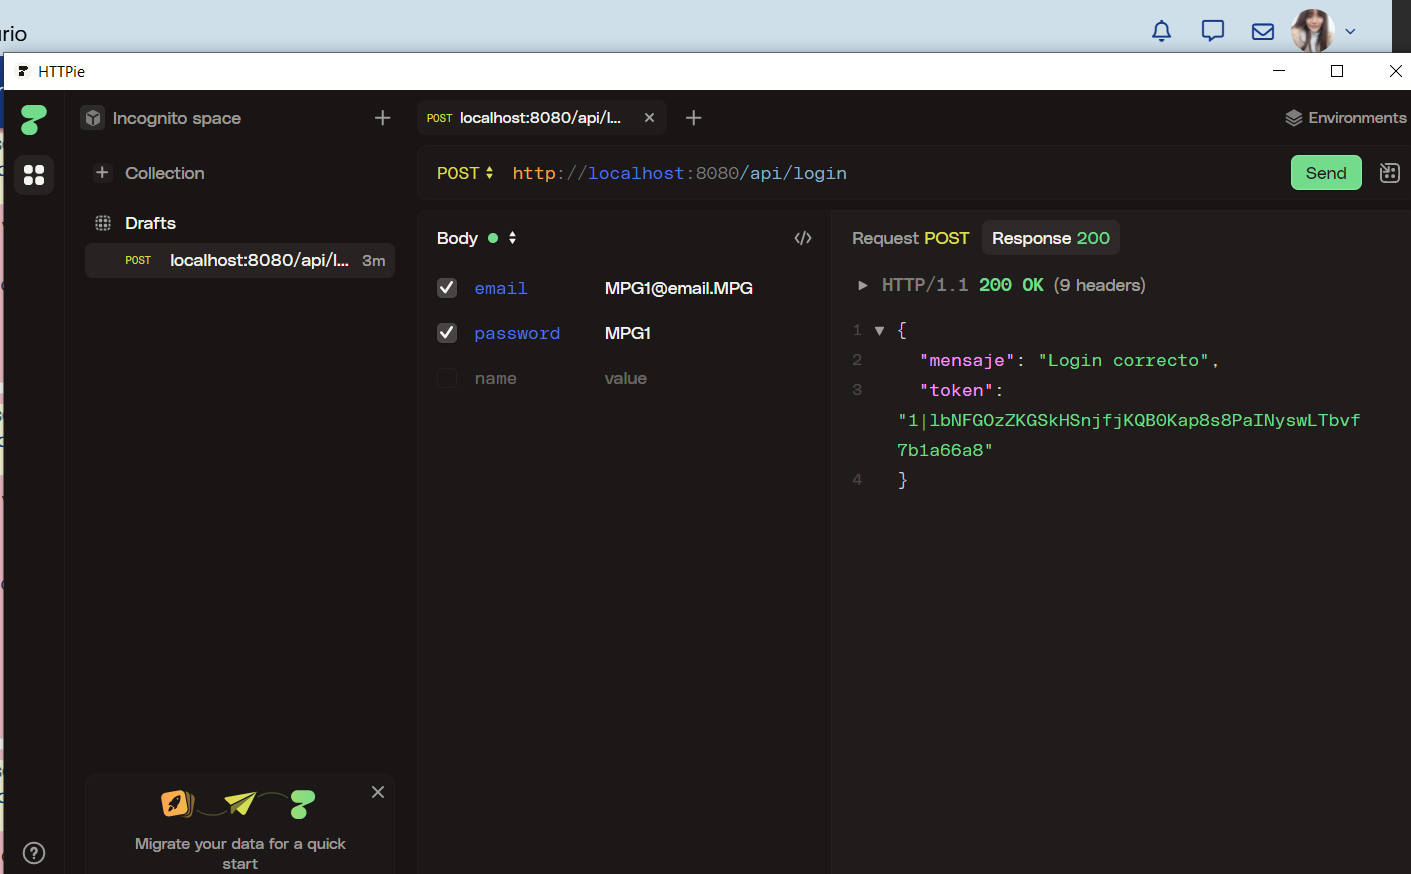 HTTPie
Incognito space
POST localhost:8080/api/l...
Environments
Collection
POST http://localhost:8080/api/login
Send
Drafts
POST localhost:8080/api/l... 3m
Body
Request POST
Response 200
email MPG1@email.MPG
password MPG1
name value
HTTP/1.1 200 OK (9 headers)
1 {
2 "mensaje": "Login correcto",
3 "token":
"1|lbNFGOzZKGSkHSnjfjKQB0Kap8s8PaINyswLTbvf
7b1a66a8"
4 }
Migrate your data for a quick
start